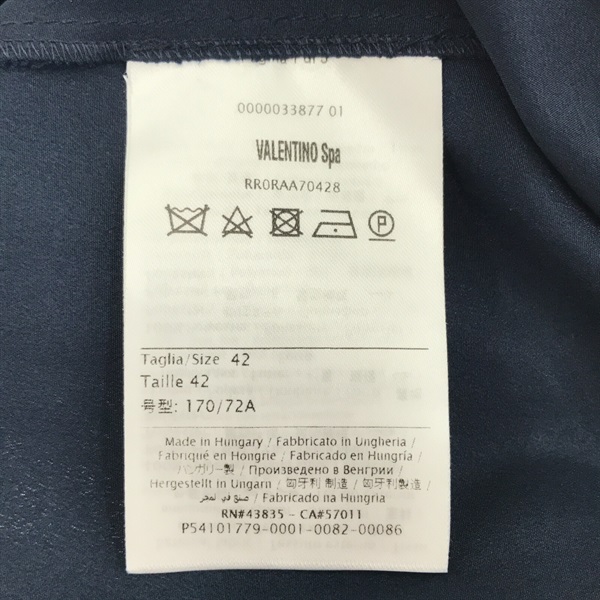 0000033877 01
VALENTINO Spa
RR0RAA70428
P
Taglia/Size 42
Taille 42
号型: 170/72A
Made in Hungary / Fabbricato in Ungheria /
Fabriqué en Hongrie / Fabricado en Hungría /
ハンガリー製 / Произведено в Венгрии /
Hergestellt in Ungarn / 匈牙利 制造 / 匈牙利製造 /
صنع في لمجر / Fabricado na Hungria
RN#43835 - CA#57011
P54101779-0001-0082-00086